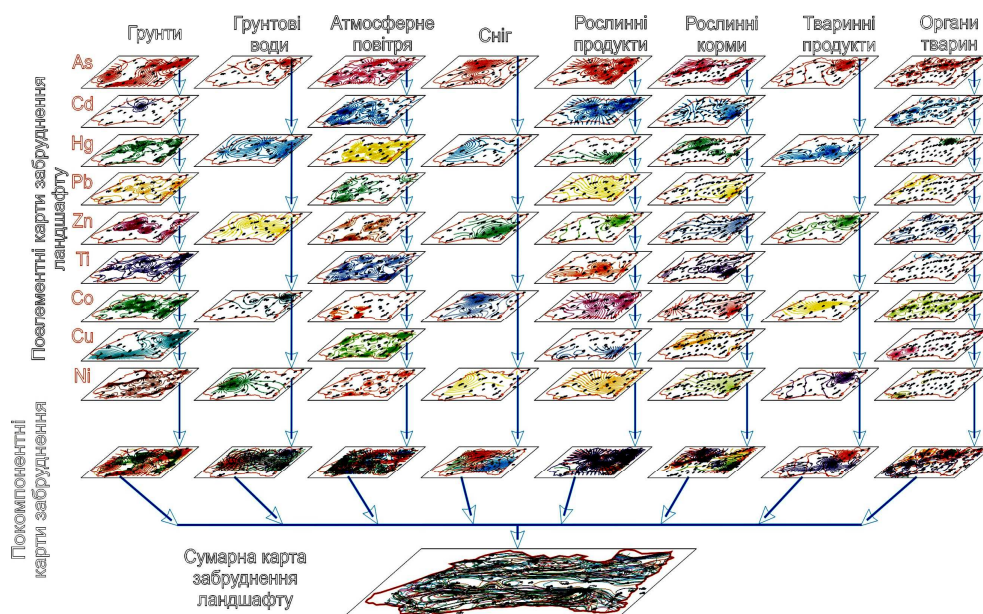 Грунти
Грунтові
води
Атмосферне
повітря
Сніг
Рослинні
продукти
Рослинні
корми
Тваринні
продукти
Органи
тварин
As
Cd
Hg
Pb
Zn
Ti
Co
Cu
Ni
Поелементні карти забруднення
ландшафту
Покомпонентні
карти забруднення
Сумарна карта
забруднення
ландшафту